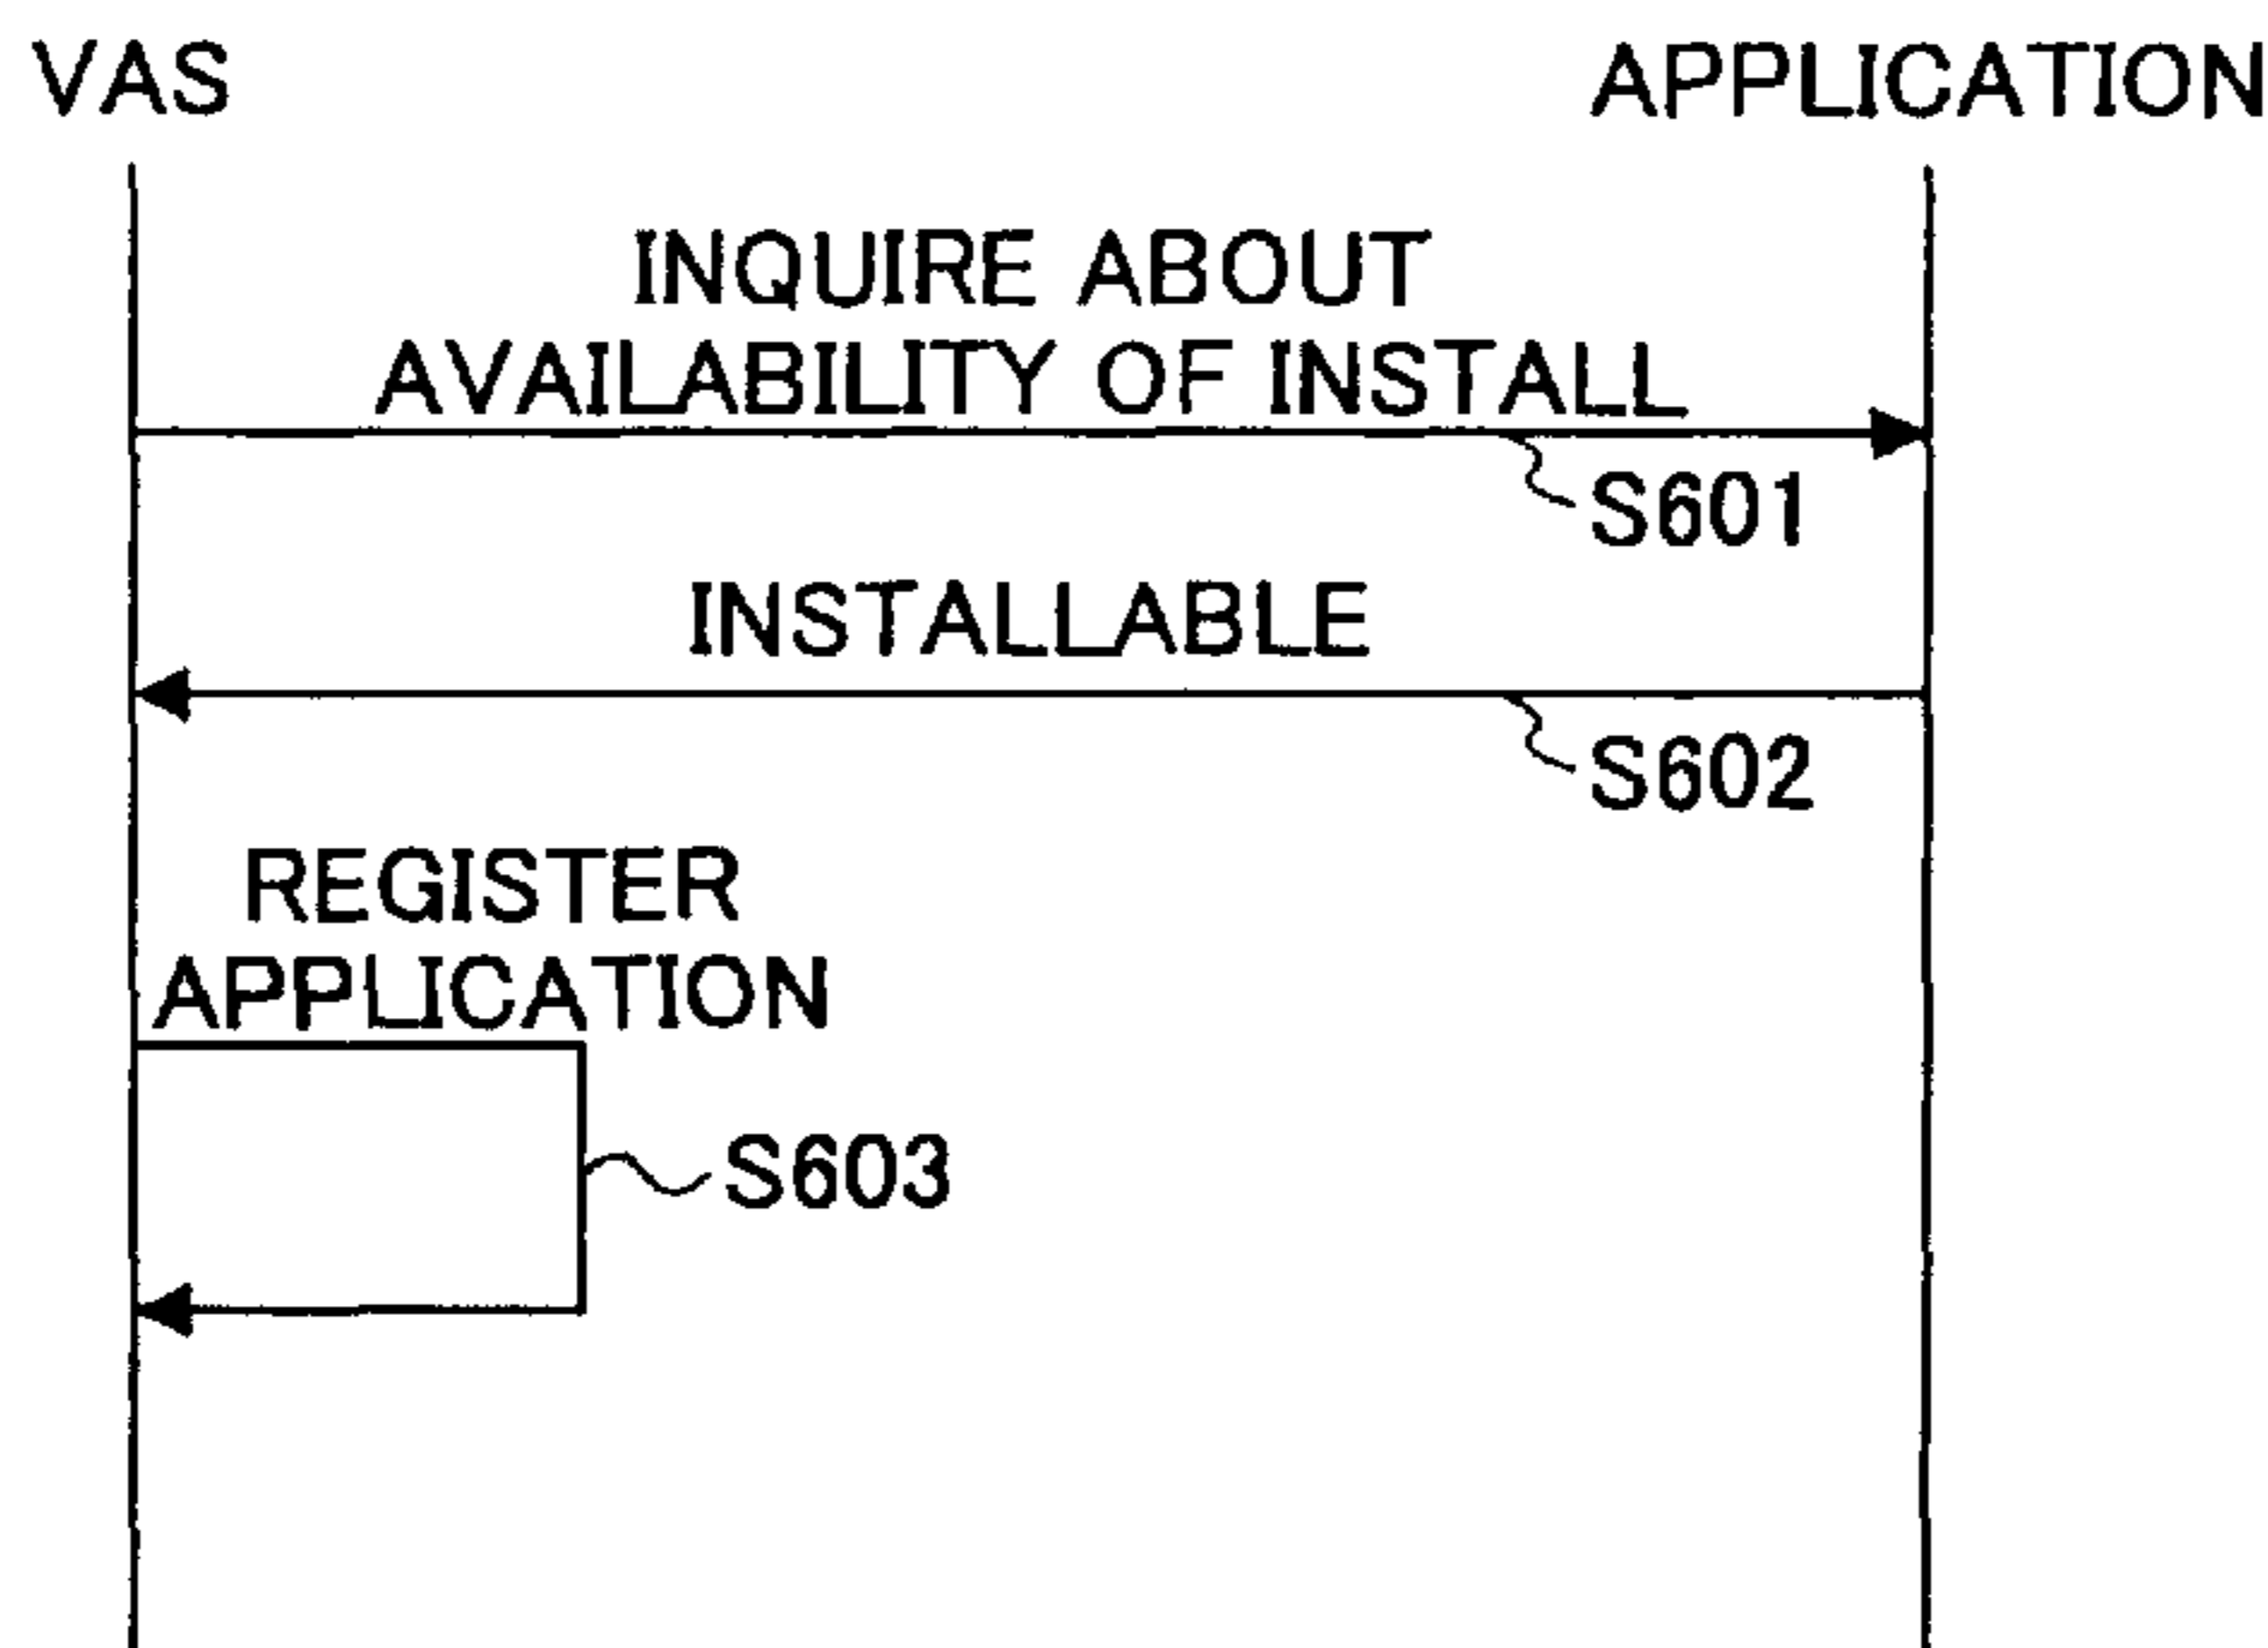 VAS
APPLICATION
INQUIRE ABOUT
AVAILABILITY OF INSTALL
S601
INSTALLABLE
S602
REGISTER
APPLICATION
S603